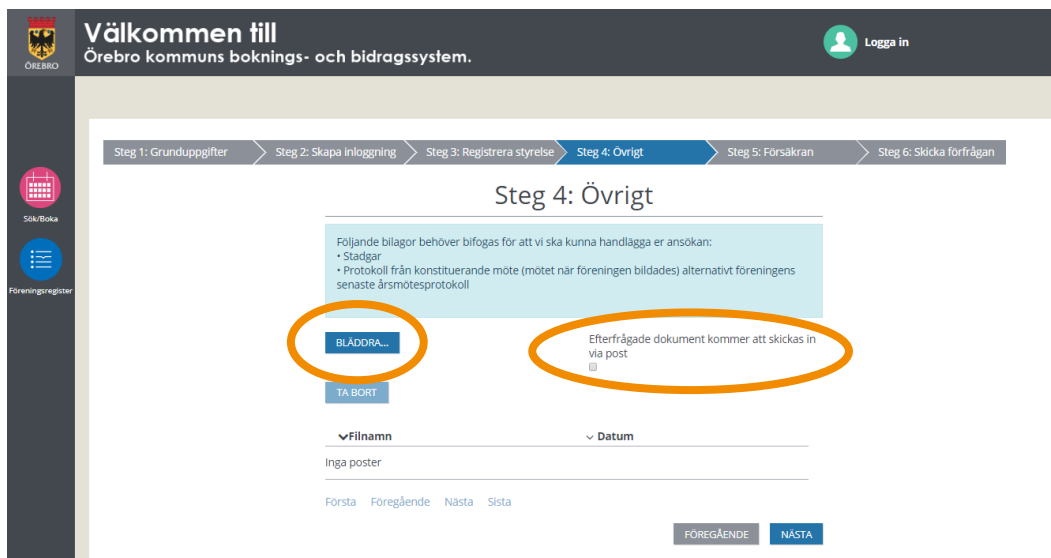 ÖREBRO
Välkommen till
Örebro kommuns boknings- och bidragssystem.
Logga in
Steg 1: Grunduppgifter
Steg 2: Skapa inloggning
Steg 3: Registrera styrelse
Steg 4: Övrigt
Steg 5: Försäkran
Steg 6: Skicka förfrågan
Sök/Boka
Föreningsregister
Steg 4: Övrigt
Följande bilagor behöver bifogas för att vi ska kunna handlägga er ansökan:
• Stadgar
• Protokoll från konstituerande möte (mötet när föreningen bildades) alternativt föreningens
senaste årsmötesprotokoll
BLÄDDRA...
Efterfrågade dokument kommer att skickas in
via post
TA BORT
Filnamn
Datum
Inga poster
Första Föregående Nästa Sista
FÖREGÅENDE
NÄSTA